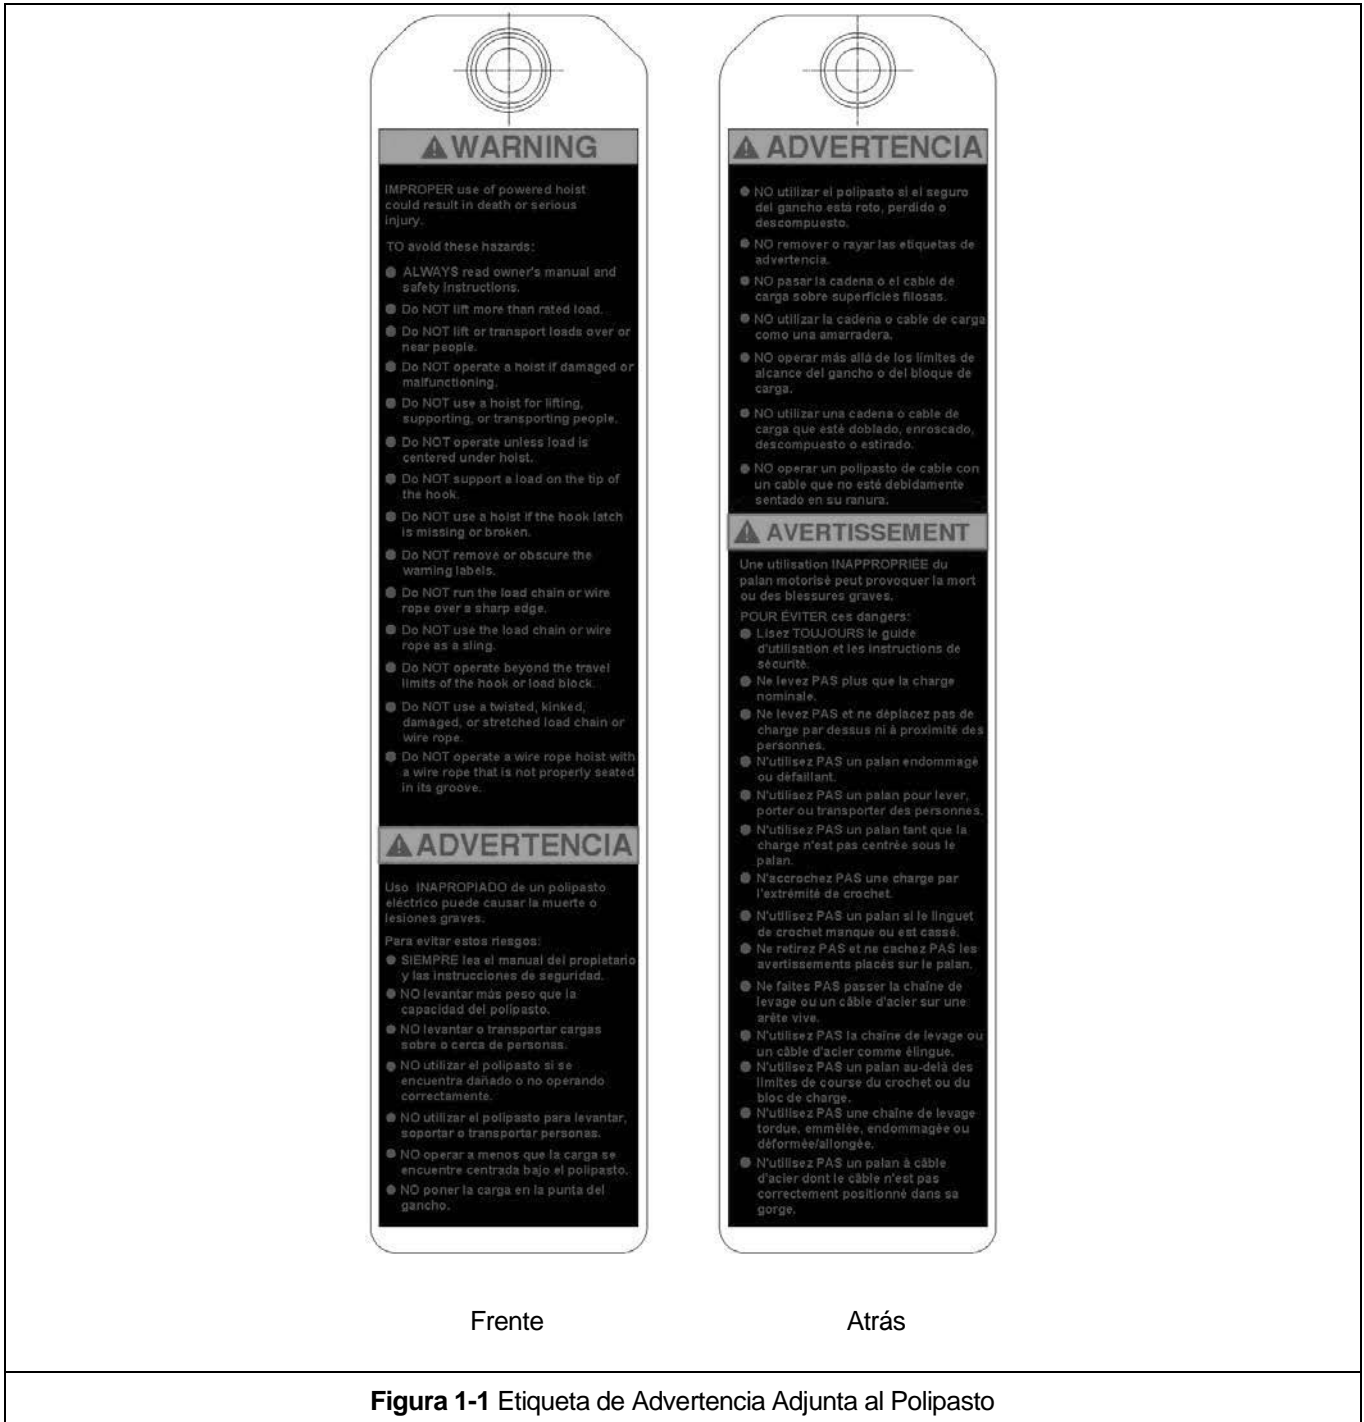 WARNING
IMPROPER use of powered hoist
could result in death or serious
injury.
TO avoid these hazards:
● ALWAYS read owner's manual and
safety instructions.
● Do NOT lift more than rated load.
● Do NOT lift or transport loads over or
near people.
● Do NOT operate a hoist if damaged or
malfunctioning.
● Do NOT use a hoist for lifting,
supporting, or transporting people.
● Do NOT operate unless load is
centered under hoist.
● Do NOT support a load on the tip of
the hook.
● Do NOT use a hoist if the hook latch
is missing or broken.
● Do NOT remove or obscure the
warning labels.
● Do NOT run the load chain or wire
rope over a sharp edge.
● Do NOT use the load chain or wire
rope as a sling.
● Do NOT operate beyond the travel
limits of the hook or load block.
● Do NOT use a twisted, kinked,
damaged, or stretched load chain or
wire rope.
● Do NOT operate a wire rope hoist with
a wire rope that is not properly seated
in its groove.
ADVERTENCIA
Uso INAPROPIADO de un polipasto
eléctrico puede causar la muerte o
lesiones graves.
Para evitar estos riesgos:
● SIEMPRE lea el manual del propietario
y las instrucciones de seguridad.
● NO levantar más peso que la
capacidad del polipasto.
● NO levantar o transportar cargas
sobre o cerca de personas.
● NO utilizar el polipasto si se
encuentra dañado o no operando
correctamente.
● NO utilizar el polipasto para levantar,
soportar o transportar personas.
● NO operar a menos que la carga se
encuentre centrada bajo el polipasto.
● NO poner la carga en la punta del
gancho.
Frente
ADVERTENCIA
● NO utilizar el polipasto si el seguro
del gancho está roto, perdido o
descompuesto.
● NO remover o rayar las etiquetas de
advertencia.
● NO pasar la cadena o el cable de
carga sobre superficies filosas.
● NO utilizar la cadena o cable de carga
como una amarradera.
● NO operar más allá de los límites de
alcance del gancho o del bloque de
carga.
● NO utilizar una cadena o cable de
carga que esté doblado, enroscado,
descompuesto o estirado.
● NO operar un polipasto de cable con
un cable que no esté debidamente
sentado en su ranura.
AVERTISSEMENT
Une utilisation INAPPROPRIÉE du
palan motorisé peut provoquer la mort
ou des blessures graves.
POUR ÉVITER ces dangers:
● Lisez TOUJOURS le guide
d'utilisation et les instructions de
sécurité.
● Ne levez PAS plus que la charge
nominale.
● Ne levez PAS et ne déplacez pas de
charge par dessus ni à proximité des
personnes.
● N'utilisez PAS un palan endommagé
ou défaillant.
● N'utilisez PAS un palan pour lever,
porter ou transporter des personnes.
● N'utilisez PAS un palan tant que la
charge n'est pas centrée sous le
palan.
● N'accrochez PAS une charge par
l'extrémité de crochet.
● N'utilisez PAS un palan si le linguet
de crochet manque ou est cassé.
● Ne retirez PAS et ne cachez PAS les
avertissements placés sur le palan.
● Ne faites PAS passer la chaîne de
levage ou un câble d'acier sur une
arête vive.
● N'utilisez PAS la chaîne de levage ou
un câble d'acier comme élingue.
● N'utilisez PAS un palan au-delà des
limites de course du crochet ou du
bloc de charge.
● N'utilisez PAS une chaîne de levage
tordue, emmêlée, endommagée ou
déformée/allongée.
● N'utilisez PAS un palan à câble
d'acier dont le câble n'est pas
correctement positionné dans sa
gorge.
Atrás
Figura 1-1 Etiqueta de Advertencia Adjunta al Polipasto